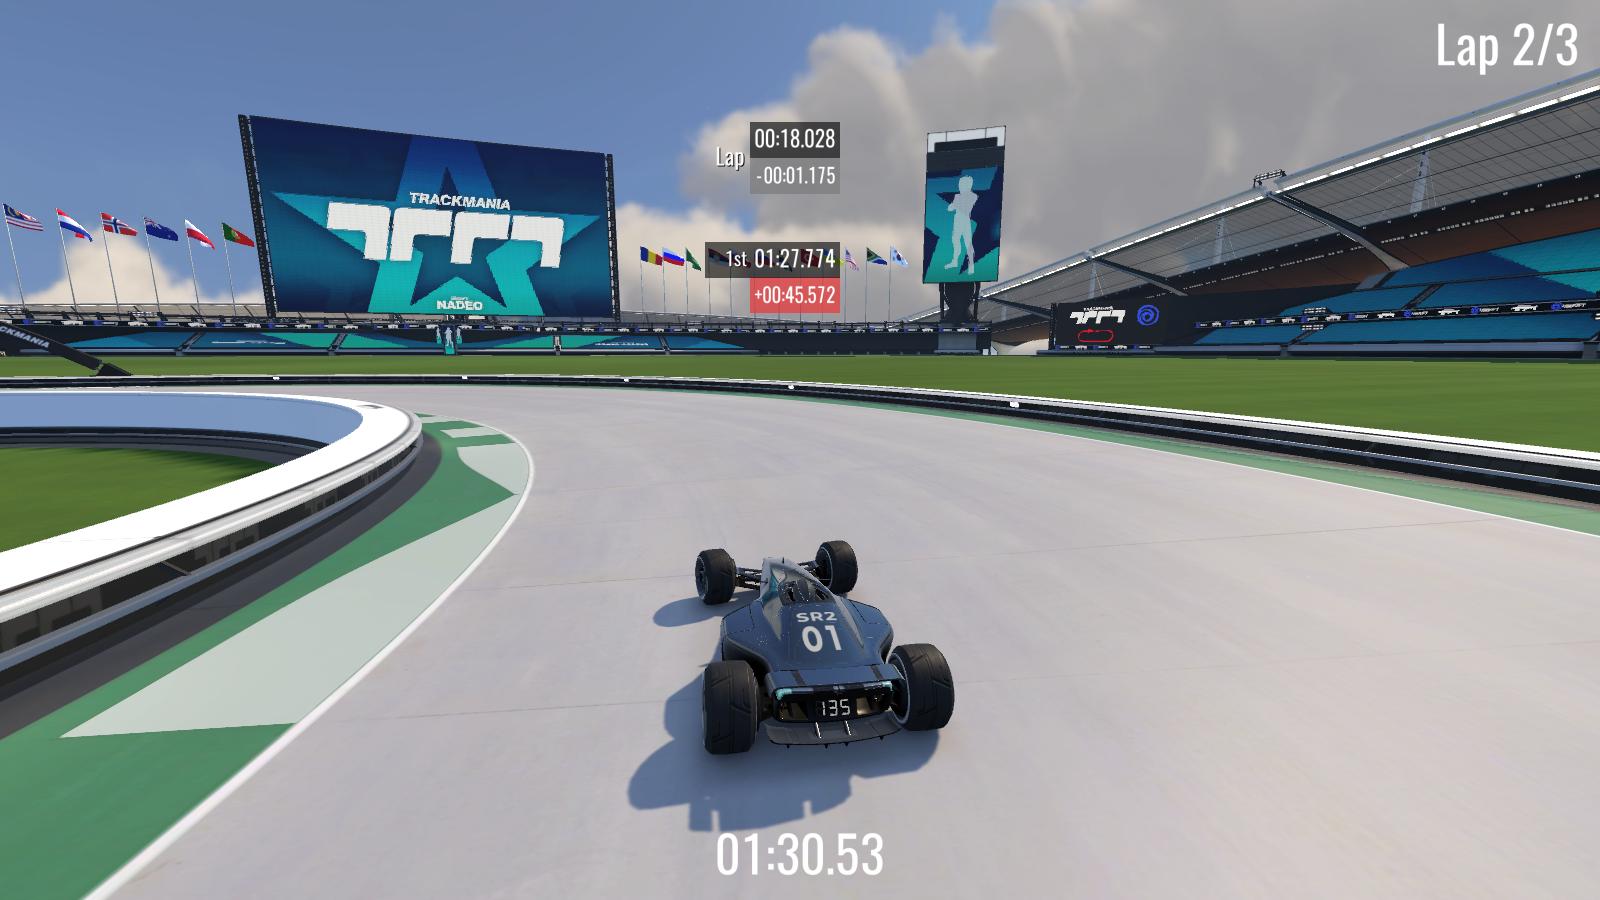 Lap 2/3
00:18.028
Lap
-00:01.175
TRACKMANIA
1st 01:27.774
+00:45.572
NADEO
SR2
01
135
01:30.53